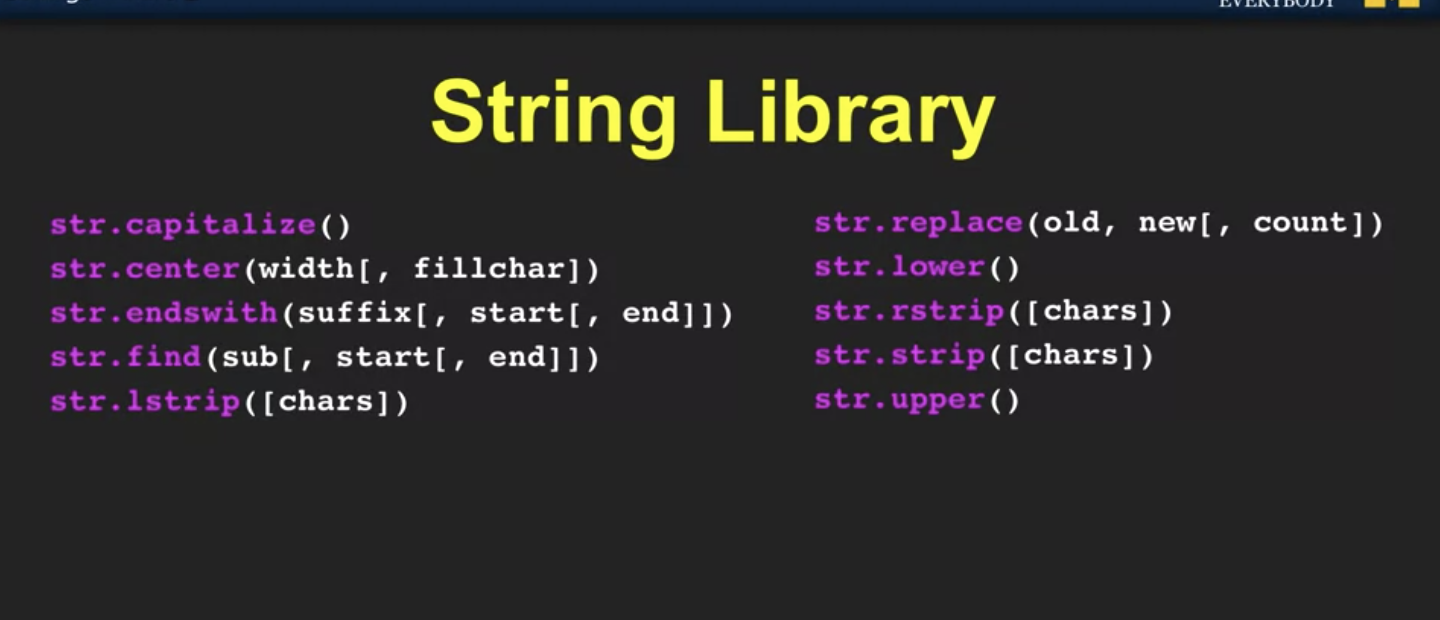 EVERYBODY
String Library
str.capitalize()
str.center(width[, fillchar])
str.endswith(suffix[, start[, end]])
str.find(sub[, start[, end]])
str.lstrip([chars])
str.replace(old, new[, count])
str.lower()
str.rstrip([chars])
str.strip([chars])
str.upper()